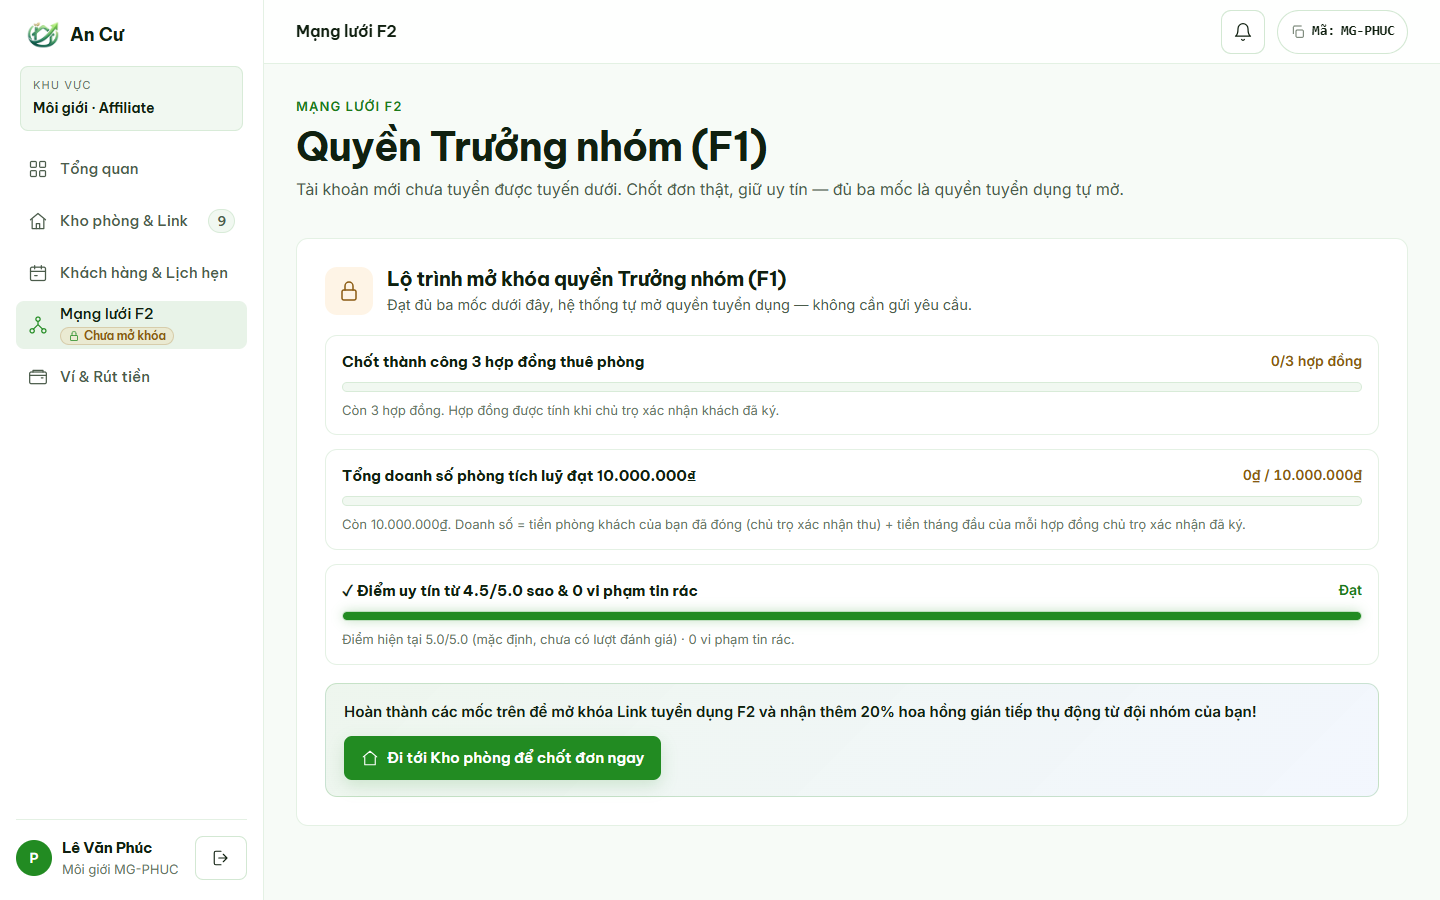 An Cư
KHU VỰC
Môi giới · Affiliate
Tổng quan
Kho phòng & Link 9
Khách hàng & Lịch hẹn
Mạng lưới F2
Chưa mở khóa
Ví & Rút tiền
P
Lê Văn Phúc
Môi giới MG-PHUC
Mạng lưới F2
Mã: MG-PHUC
MẠNG LƯỚI F2
Quyền Trưởng nhóm (F1)
Tài khoản mới chưa tuyển được tuyến dưới. Chốt đơn thật, giữ uy tín — đủ ba mốc là quyền tuyển dụng tự mở.
Lộ trình mở khóa quyền Trưởng nhóm (F1)
Đạt đủ ba mốc dưới đây, hệ thống tự mở quyền tuyển dụng — không cần gửi yêu cầu.
Chốt thành công 3 hợp đồng thuê phòng 0/3 hợp đồng
Còn 3 hợp đồng. Hợp đồng được tính khi chủ trọ xác nhận khách đã ký.
Tổng doanh số phòng tích luỹ đạt 10.000.000₫ 0₫ / 10.000.000₫
Còn 10.000.000₫. Doanh số = tiền phòng khách của bạn đã đóng (chủ trọ xác nhận thu) + tiền tháng đầu của mỗi hợp đồng chủ trọ xác nhận đã ký.
✓ Điểm uy tín từ 4.5/5.0 sao & 0 vi phạm tin rác Đạt
Điểm hiện tại 5.0/5.0 (mặc định, chưa có lượt đánh giá) · 0 vi phạm tin rác.
Hoàn thành các mốc trên để mở khóa Link tuyển dụng F2 và nhận thêm 20% hoa hồng gián tiếp thụ động từ đội nhóm của bạn!
Đi tới Kho phòng để chốt đơn ngay